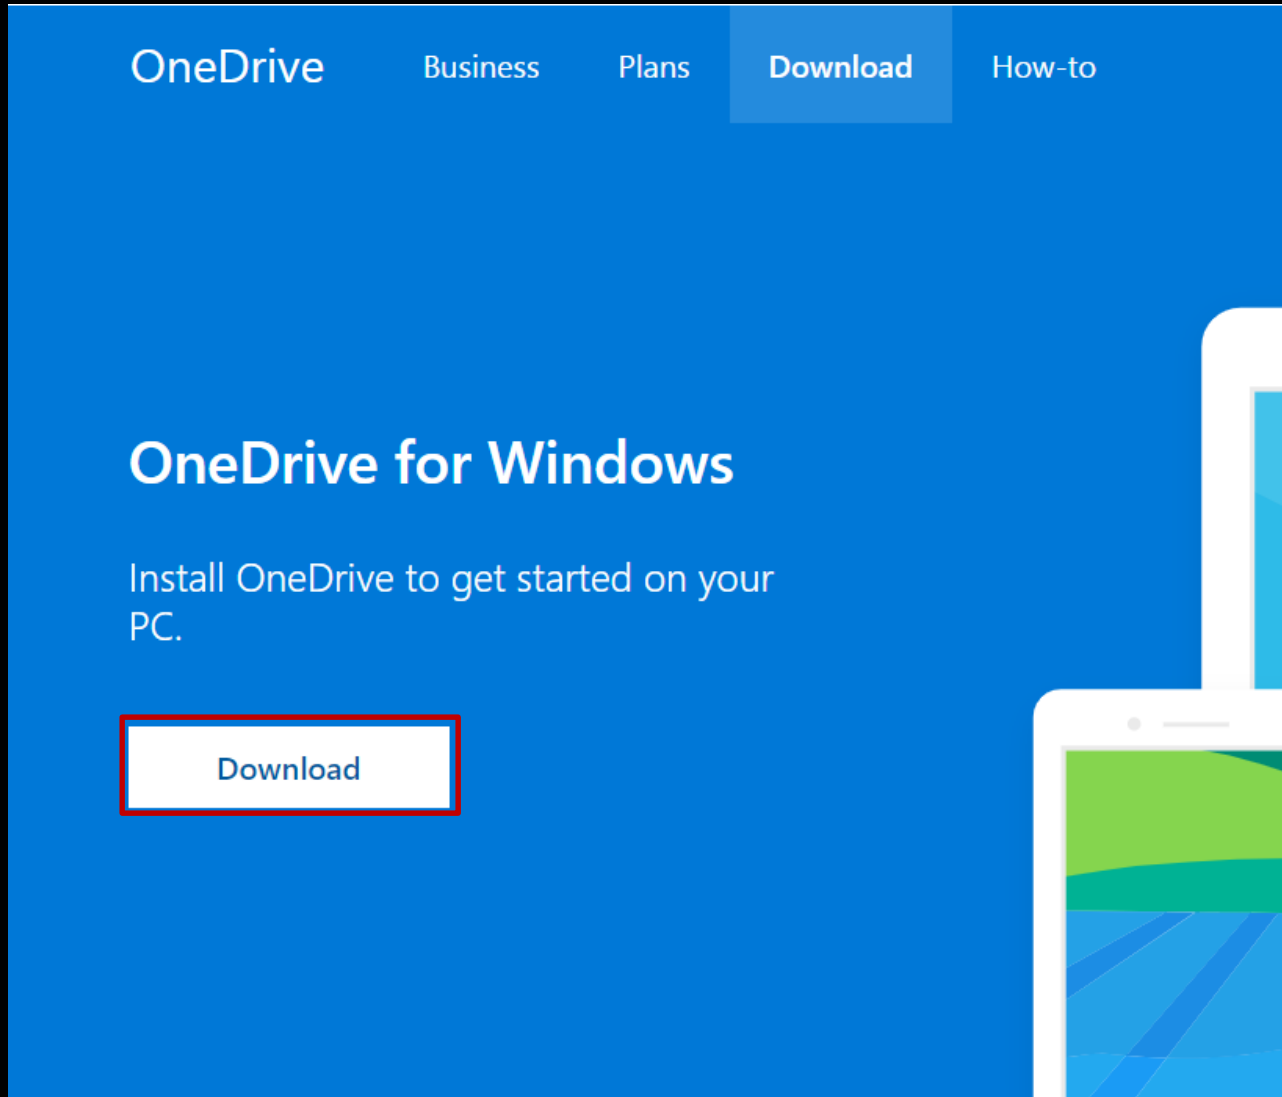 OneDrive Business Plans Download How-to
OneDrive for Windows
Install OneDrive to get started on your
PC.
Download